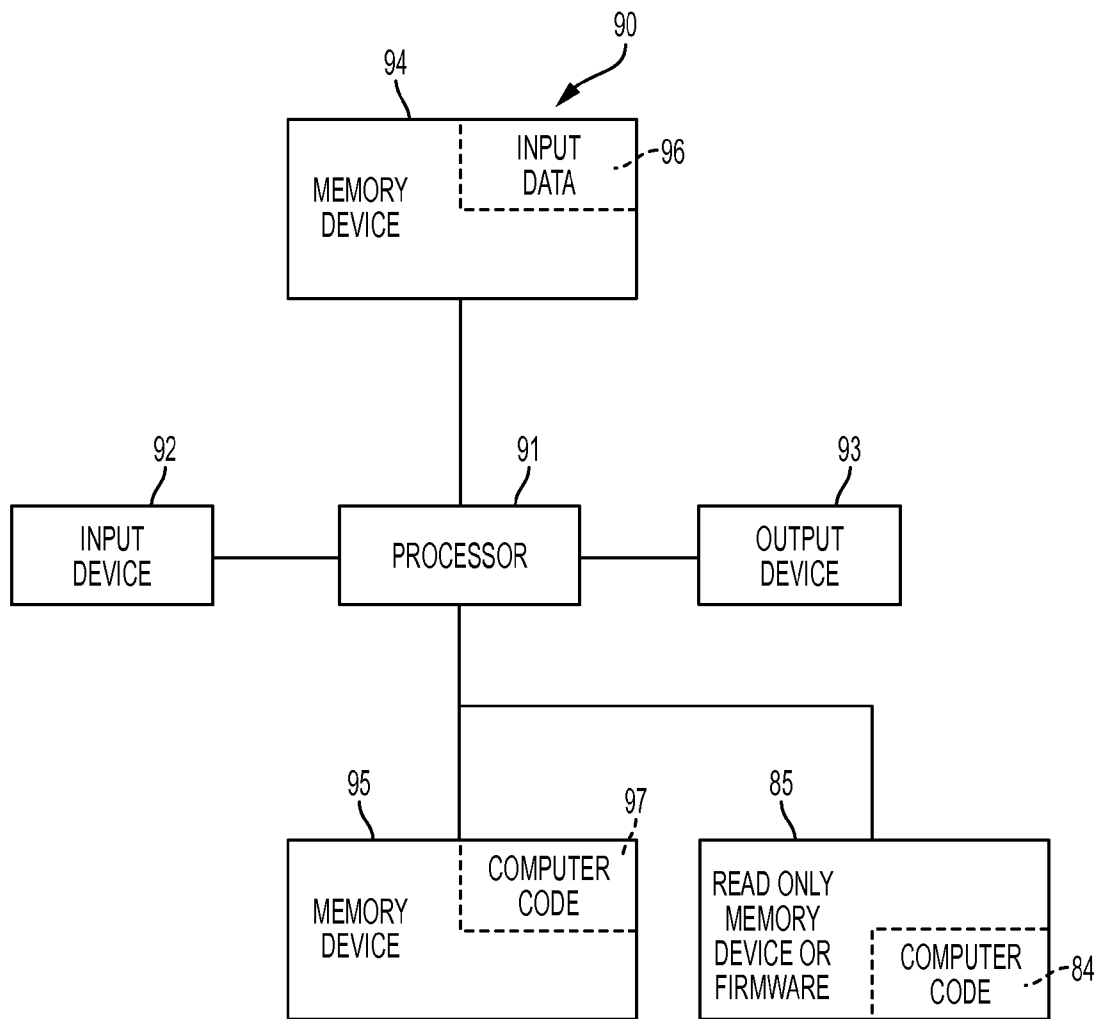 90
94
INPUT
DATA
96
MEMORY
DEVICE
92
91
93
INPUT
DEVICE
PROCESSOR
OUTPUT
DEVICE
95
97
85
COMPUTER
CODE
MEMORY
DEVICE
READ ONLY
MEMORY
DEVICE OR
FIRMWARE
COMPUTER
CODE
84